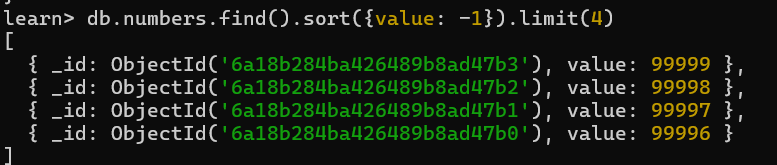 learn> db.numbers.find().sort({value: -1}).limit(4)
[
  { _id: ObjectId('6a18b284ba426489b8ad47b3'), value: 99999 },
  { _id: ObjectId('6a18b284ba426489b8ad47b2'), value: 99998 },
  { _id: ObjectId('6a18b284ba426489b8ad47b1'), value: 99997 },
  { _id: ObjectId('6a18b284ba426489b8ad47b0'), value: 99996 }
]